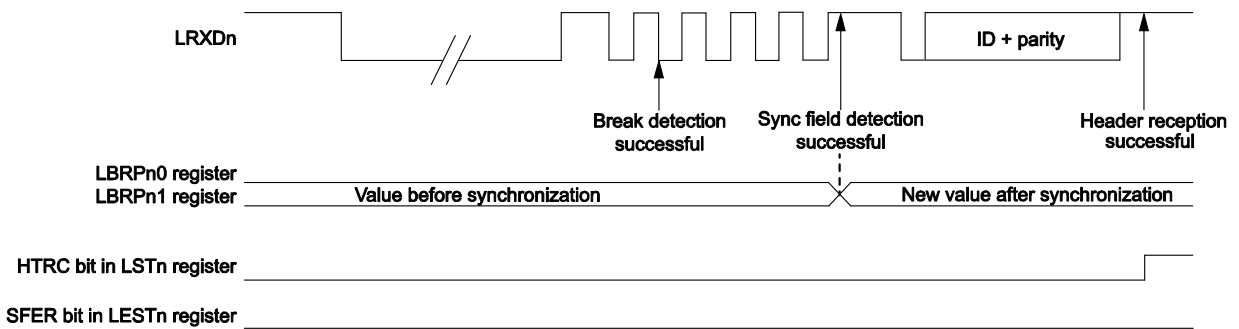 LRXDn
ID + parity
Break detection
successful
Sync field detection
successful
Header reception
successful
LBRPn0 register
LBRPn1 register
Value before synchronization
New value after synchronization
HTRC bit in LSTn register
SFER bit in LESTn register